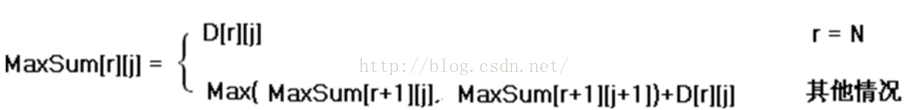 D[r][j] r = N
MaxSum[r][j] =
http://blog.csdn.net/
Max( MaxSum[r+1][j], MaxSum[r+1][j+1])+D[r][j] 其他情况